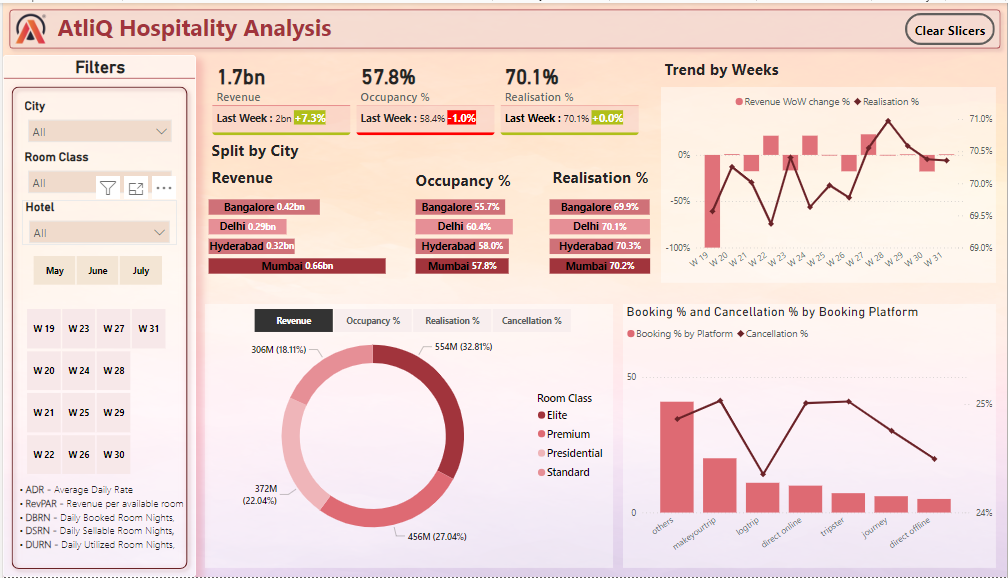 AtliQ Hospitality Analysis
Clear Slicers
Filters
City
All
Room Class
All
Hotel
All
May June July
W 19 W 23 W 27 W 31
W 20 W 24 W 28
W 21 W 25 W 29
W 22 W 26 W 30
• ADR - Average Daily Rate
• RevPAR - Revenue per available room
• DBRN - Daily Booked Room Nights,
• DSRN - Daily Sellable Room Nights,
• DURN - Daily Utilized Room Nights,
1.7bn
Revenue
Last Week : 2bn +7.3%
57.8%
Occupancy %
Last Week : 58.4% -1.0%
70.1%
Realisation %
Last Week : 70.1% +0.0%
Split by City
Revenue
Bangalore 0.42bn
Delhi 0.29bn
Hyderabad 0.32bn
Mumbai 0.66bn
Occupancy %
Bangalore 55.7%
Delhi 60.4%
Hyderabad 58.0%
Mumbai 57.8%
Realisation %
Bangalore 69.9%
Delhi 70.1%
Hyderabad 70.3%
Mumbai 70.2%
Trend by Weeks
Revenue WoW change % Realisation %
0%
-50%
-100%
71.0%
70.5%
70.0%
69.5%
69.0%
W 19 W 20 W 21 W 22 W 23 W 24 W 25 W 26 W 27 W 28 W 29 W 30 W 31
Revenue Occupancy % Realisation % Cancellation %
306M (18.11%)
554M (32.81%)
372M
(22.04%)
456M (27.04%)
Room Class
Elite
Premium
Presidential
Standard
Booking % and Cancellation % by Booking Platform
Booking % by Platform Cancellation %
50
0
25%
24%
others makeyourtrip logtrip direct online tripster journey direct offline